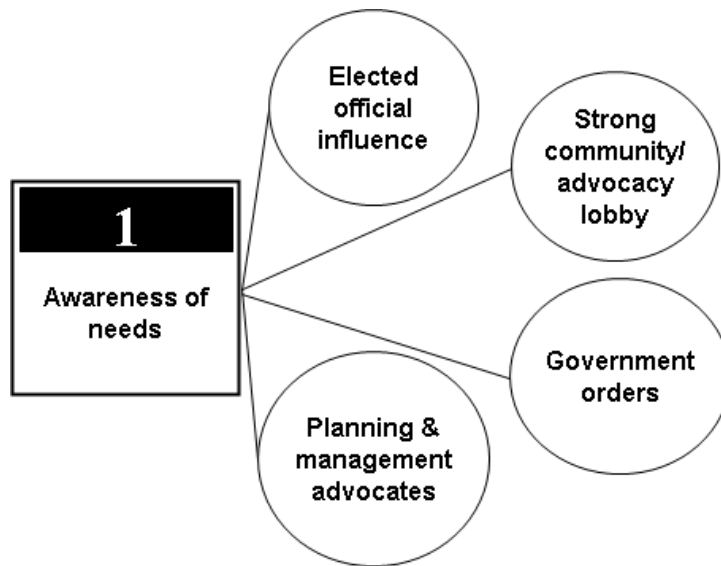 1
Awareness of
needs
Elected
official
influence
Strong
community/
advocacy
lobby
Government
orders
Planning &
management
advocates